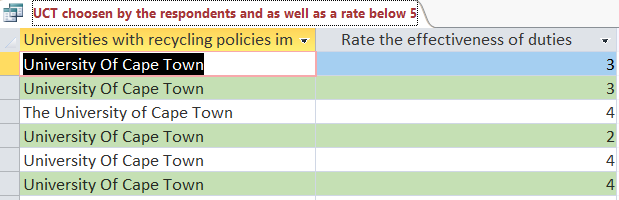 UCT choosen by the respondents and as well as a rate below 5
Universities with recycling policies im Rate the effectiveness of duties
University Of Cape Town 3
University Of Cape Town 3
The University of Cape Town 4
University Of Cape Town 2
University Of Cape Town 4
University Of Cape Town 4